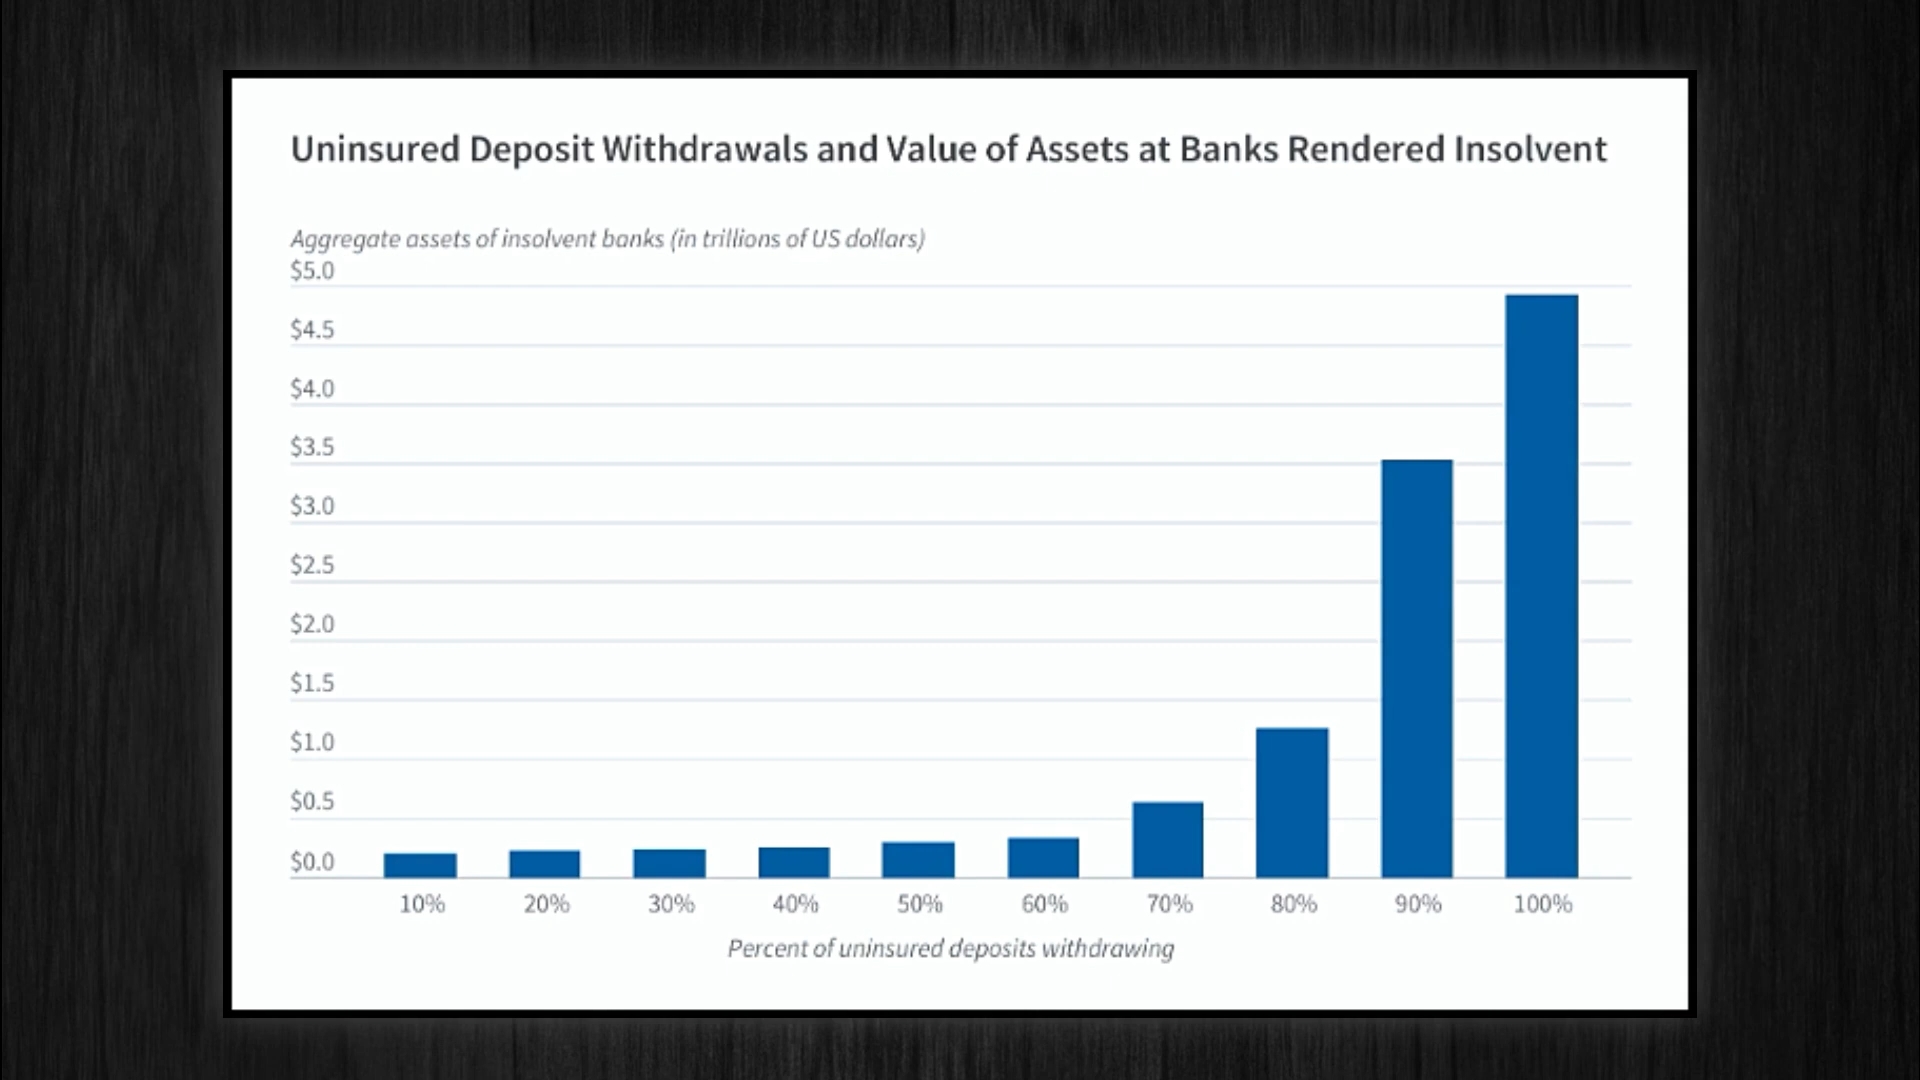 Uninsured Deposit Withdrawals and Value of Assets at Banks Rendered Insolvent
Aggregate assets of insolvent banks (in trillions of US dollars)
$5.0
$4.5
$4.0
$3.5
$3.0
$2.5
$2.0
$1.5
$1.0
$0.5
$0.0
10% 20% 30% 40% 50% 60% 70% 80% 90% 100%
Percent of uninsured deposits withdrawing